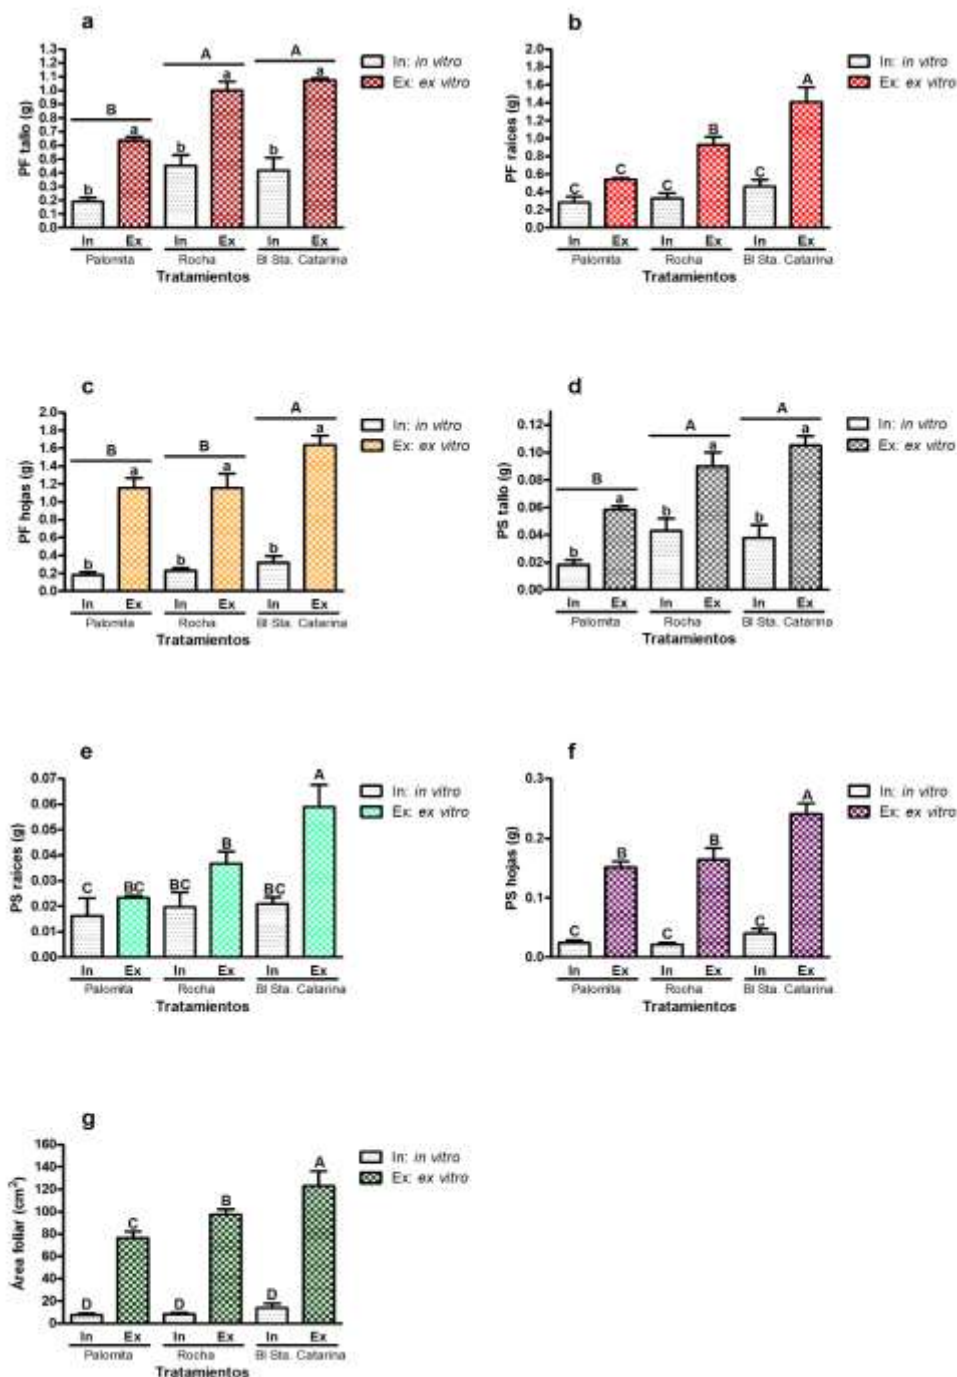 a
1.3
1.2
1.1
1.0
0.9
0.8
0.7
0.6
0.5
0.4
0.3
0.2
0.1
0.0
PF tallo (g)
B
A
A
b
a
b
a
b
a
In Ex In Ex In Ex
Palomita Rocha Bl Sta. Catarina
Tratamientos
In: in vitro
Ex: ex vitro
b
2.0
1.8
1.6
1.4
1.2
1.0
0.8
0.6
0.4
0.2
0.0
PF raíces (g)
C
C
C
B
C
A
In Ex In Ex In Ex
Palomita Rocha Bl Sta. Catarina
Tratamientos
In: in vitro
Ex: ex vitro
c
2.0
1.8
1.6
1.4
1.2
1.0
0.8
0.6
0.4
0.2
0.0
PF hojas (g)
B
B
A
b
a
b
a
b
a
In Ex In Ex In Ex
Palomita Rocha Bl Sta. Catarina
Tratamientos
In: in vitro
Ex: ex vitro
d
0.12
0.10
0.08
0.06
0.04
0.02
0.00
PS tallo (g)
B
A
A
b
a
b
a
b
a
In Ex In Ex In Ex
Palomita Rocha Bl Sta. Catarina
Tratamientos
In: in vitro
Ex: ex vitro
e
0.07
0.06
0.05
0.04
0.03
0.02
0.01
0.00
PS raíces (g)
C
BC
BC
B
BC
A
In Ex In Ex In Ex
Palomita Rocha Bl Sta. Catarina
Tratamientos
In: in vitro
Ex: ex vitro
f
0.3
0.2
0.1
0.0
PS hojas (g)
C
B
C
B
C
A
In Ex In Ex In Ex
Palomita Rocha Bl Sta. Catarina
Tratamientos
In: in vitro
Ex: ex vitro
g
160
140
120
100
80
60
40
20
0
Área foliar (cm²)
D
C
D
B
D
A
In Ex In Ex In Ex
Palomita Rocha Bl Sta. Catarina
Tratamientos
In: in vitro
Ex: ex vitro